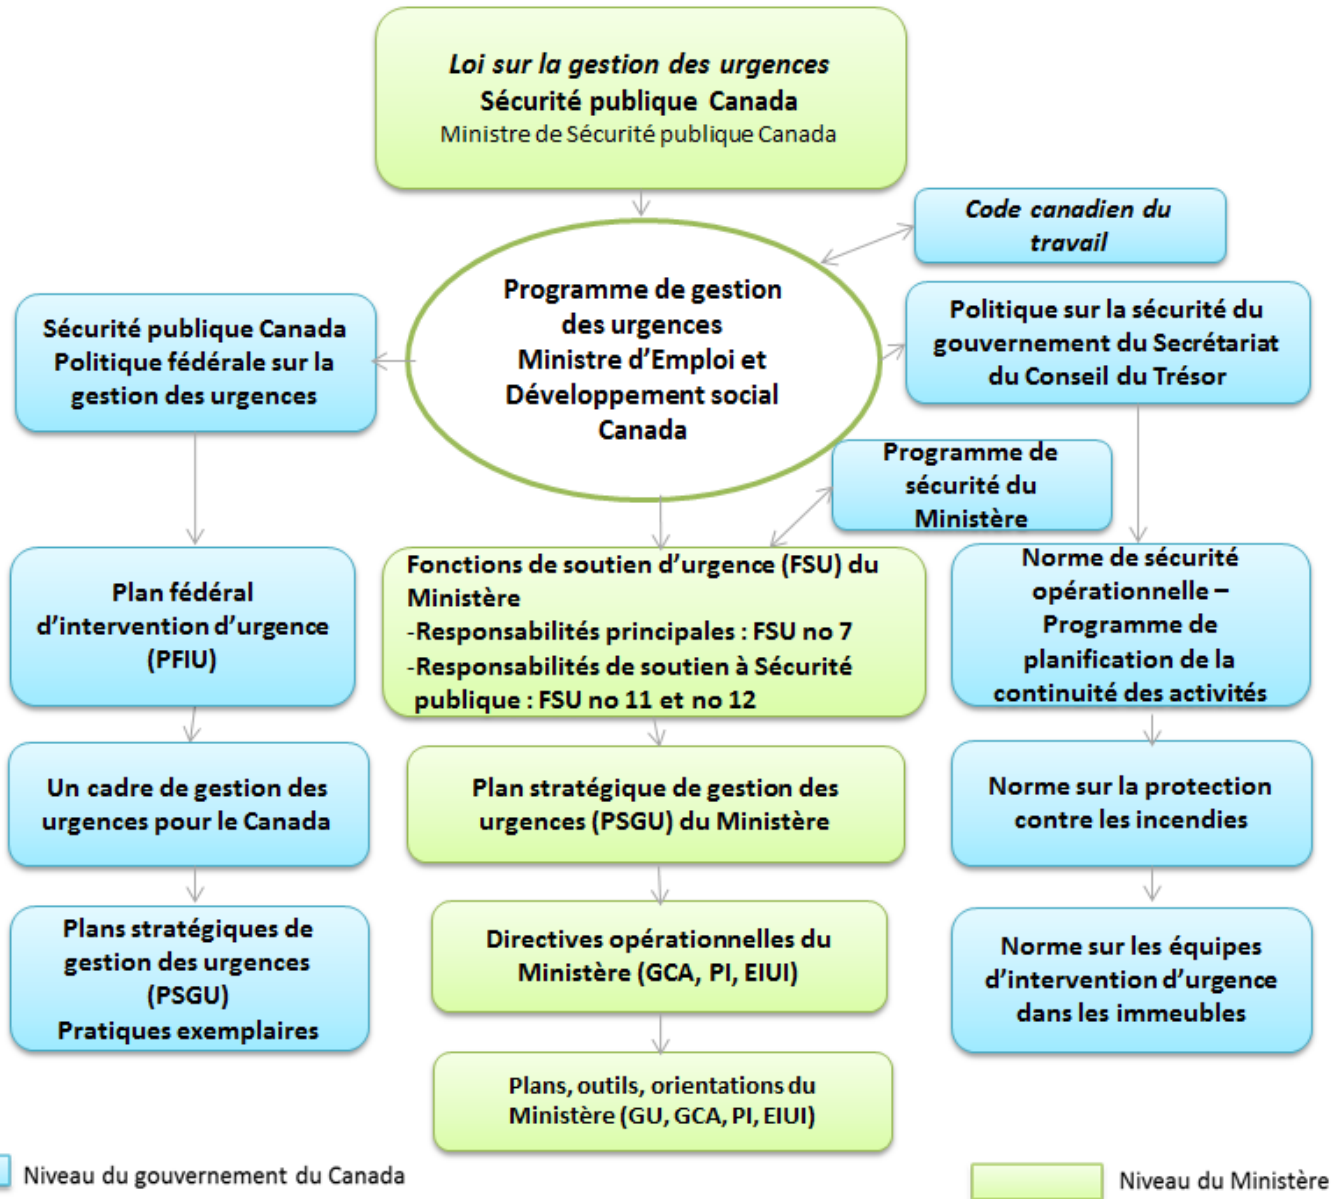 Loi sur la gestion des urgences
Sécurité publique Canada
Ministre de Sécurité publique Canada
Code canadien du
travail
Programme de gestion
des urgences
Ministre d’Emploi et
Développement social
Canada
Sécurité publique Canada
Politique fédérale sur la
gestion des urgences
Politique sur la sécurité du
gouvernement du Secrétariat
du Conseil du Trésor
Programme de
sécurité du
Ministère
Plan fédéral
d’intervention d’urgence
(PFIU)
Fonctions de soutien d’urgence (FSU) du
Ministère
-Responsabilités principales : FSU no 7
-Responsabilités de soutien à Sécurité
publique : FSU no 11 et no 12
Norme de sécurité
opérationnelle –
Programme de
planification de la
continuité des activités
Un cadre de gestion des
urgences pour le Canada
Plan stratégique de gestion des
urgences (PSGU) du Ministère
Norme sur la protection
contre les incendies
Plans stratégiques de
gestion des urgences
(PSGU)
Pratiques exemplaires
Directives opérationnelles du
Ministère (GCA, PI, EIUI)
Norme sur les équipes
d’intervention d’urgence
dans les immeubles
Plans, outils, orientations du
Ministère (GU, GCA, PI, EIUI)
Niveau du gouvernement du Canada
Niveau du Ministère